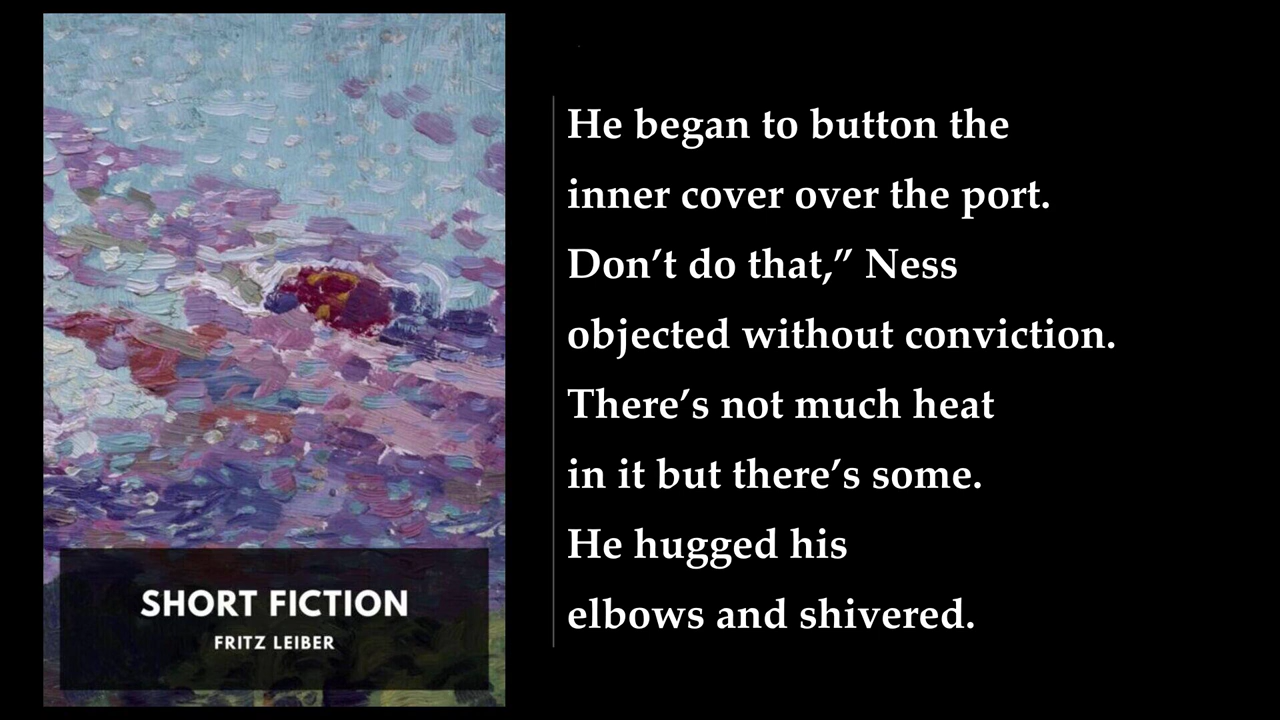 SHORT FICTION
FRITZ LEIBER
He began to button the
inner cover over the port.
Don’t do that,” Ness
objected without conviction.
There’s not much heat
in it but there’s some.
He hugged his
elbows and shivered.